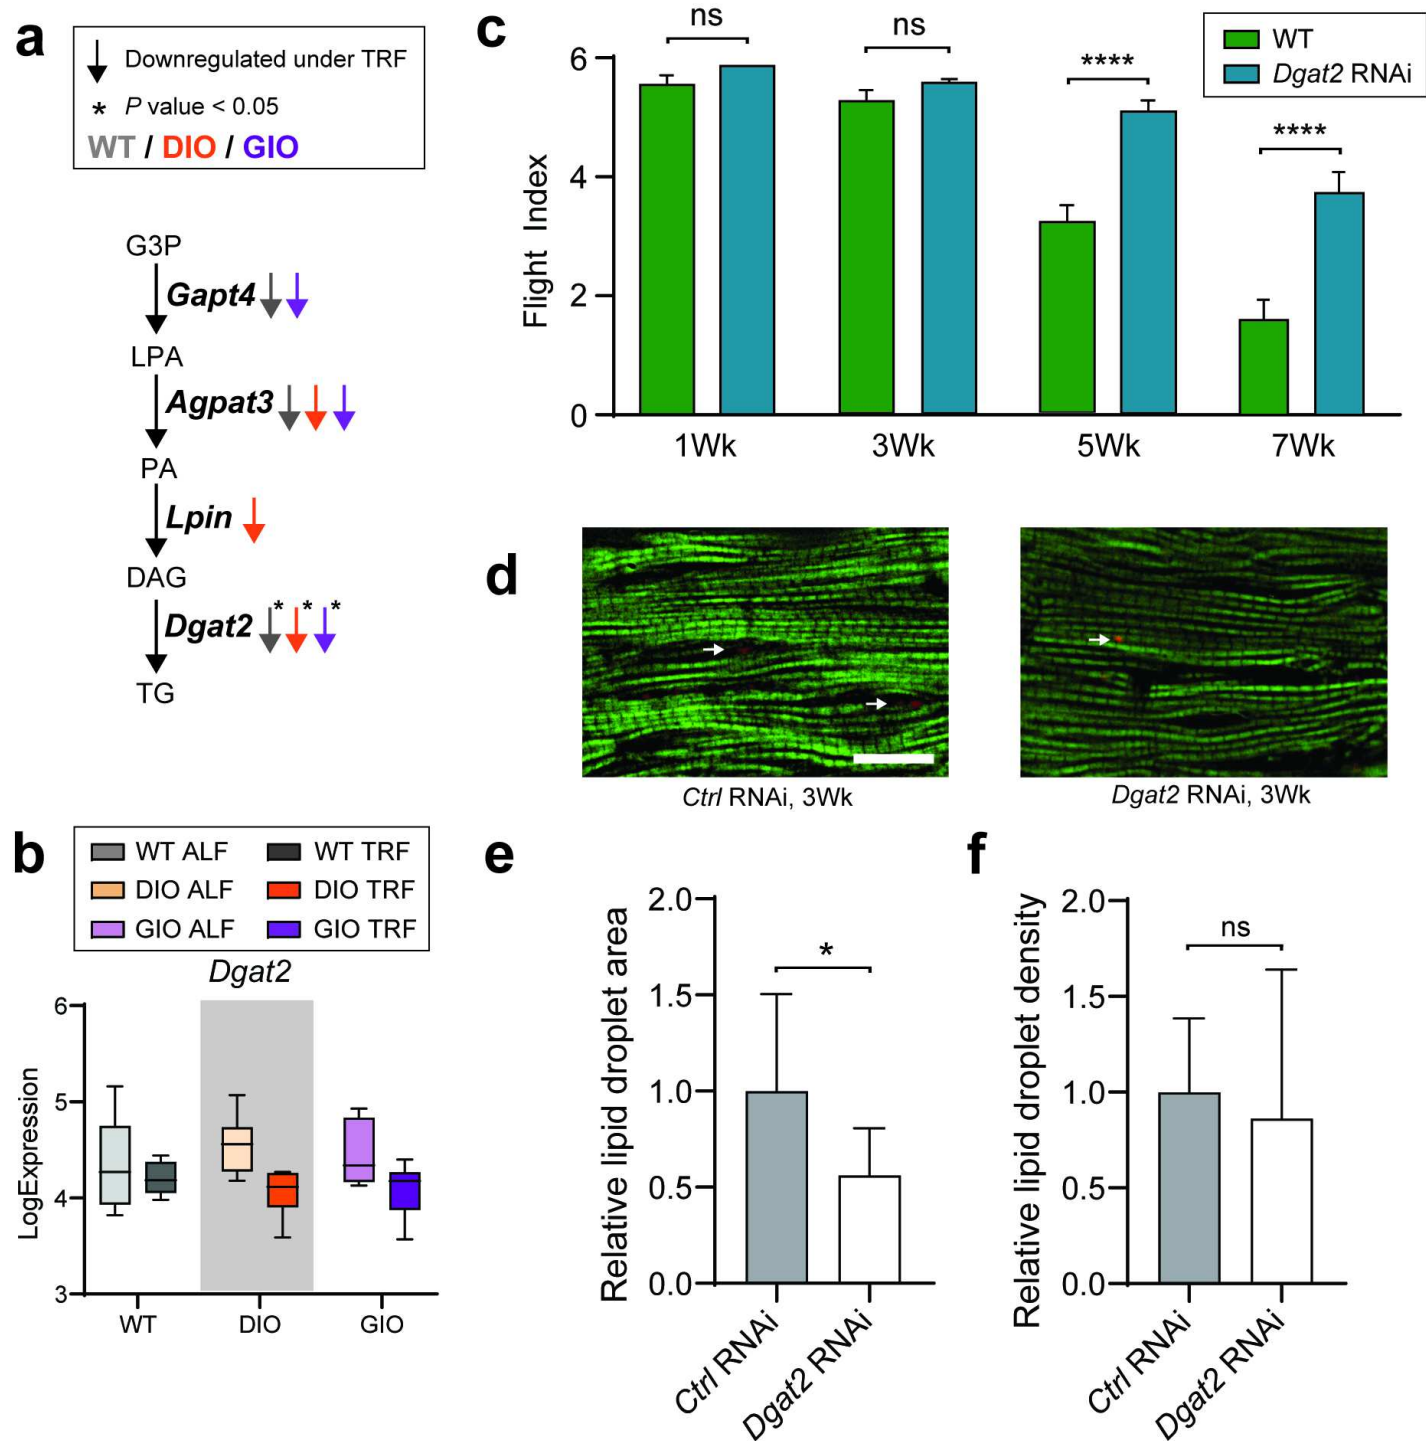 a
Downregulated under TRF
* P value < 0.05
WT / DIO / GIO
G3P
Gapt4
LPA
Agpat3
PA
Lpin
DAG
Dgat2 * * *
TG
b
WT ALF WT TRF
DIO ALF DIO TRF
GIO ALF GIO TRF
Dgat2
LogExpression
6
5
4
3
WT DIO GIO
c
WT
Dgat2 RNAi
ns ns **** ****
Flight Index
6
4
2
0
1Wk 3Wk 5Wk 7Wk
d
Ctrl RNAi, 3Wk
Dgat2 RNAi, 3Wk
e
Relative lipid droplet area
2.0
1.5
1.0
0.5
0.0
*
Ctrl RNAi
Dgat2 RNAi
f
Relative lipid droplet density
2.0
1.5
1.0
0.5
0.0
ns
Ctrl RNAi
Dgat2 RNAi